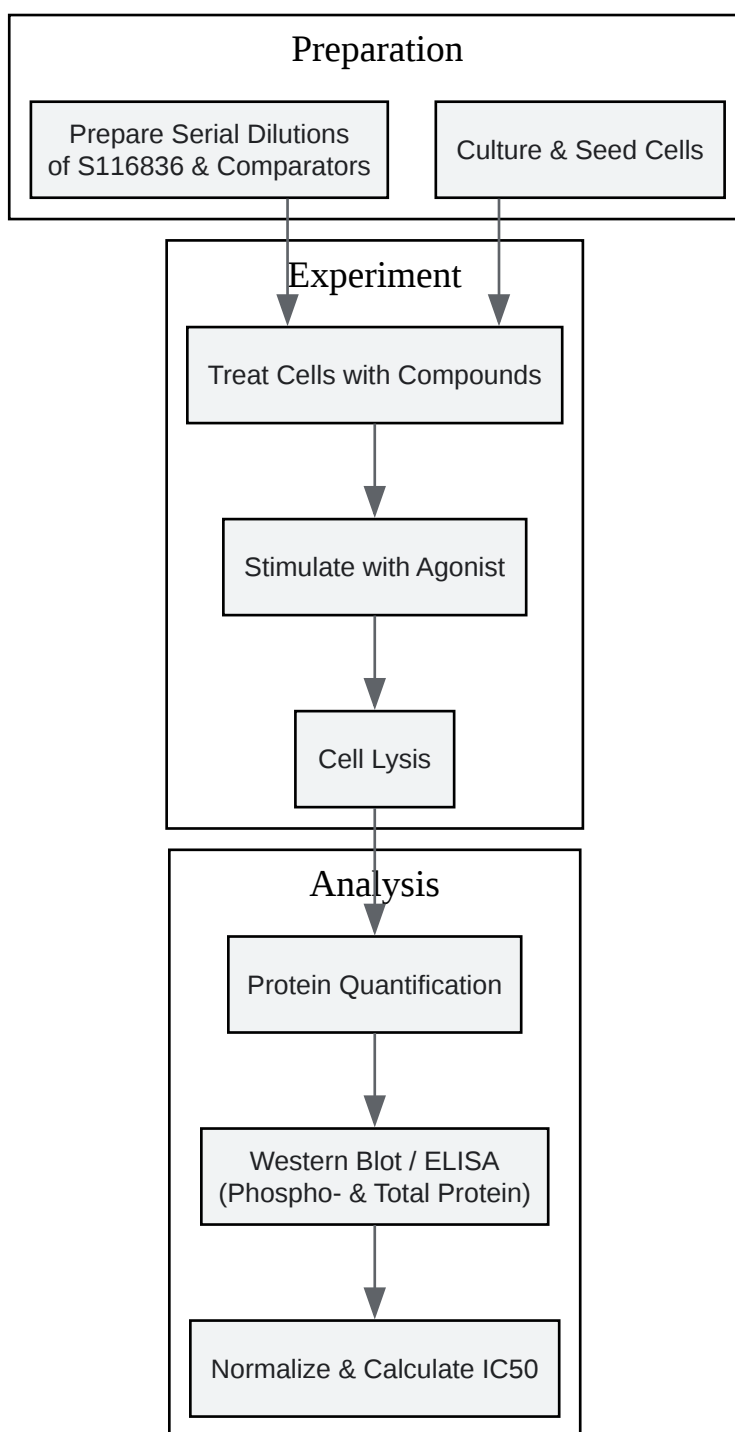 Preparation
Prepare Serial Dilutions
of S116836 & Comparators
Culture & Seed Cells
Experiment
Treat Cells with Compounds
Stimulate with Agonist
Cell Lysis
Analysis
Protein Quantification
Western Blot / ELISA
(Phospho- & Total Protein)
Normalize & Calculate IC50